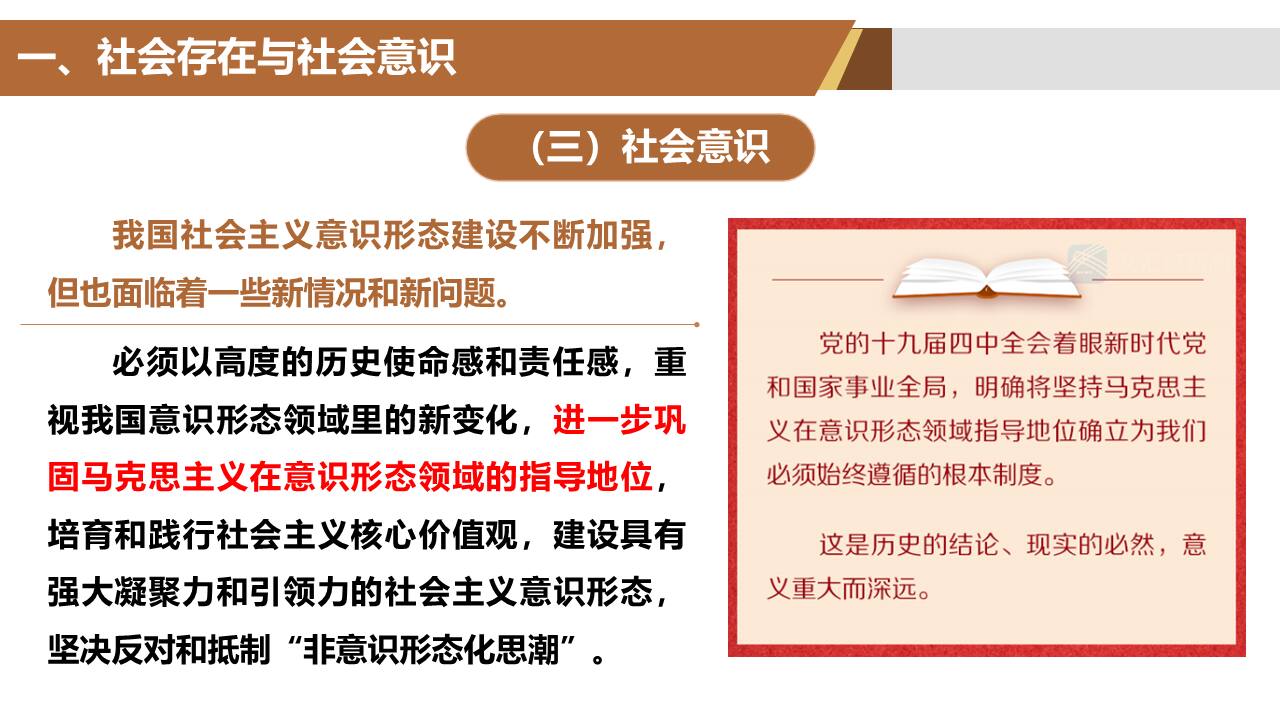 一、社会存在与社会意识
（三）社会意识
我国社会主义意识形态建设不断加强，
但也面临着一些新情况和新问题。
必须以高度的历史使命感和责任感，重
视我国意识形态领域里的新变化，进一步巩
固马克思主义在意识形态领域的指导地位，
培育和践行社会主义核心价值观，建设具有
强大凝聚力和引领力的社会主义意识形态，
坚决反对和抵制“非意识形态化思潮”。
党的十九届四中全会着眼新时代党
和国家事业全局，明确将坚持马克思主
义在意识形态领域指导地位确立为我们
必须始终遵循的根本制度。
这是历史的结论、现实的必然，意
义重大而深远。